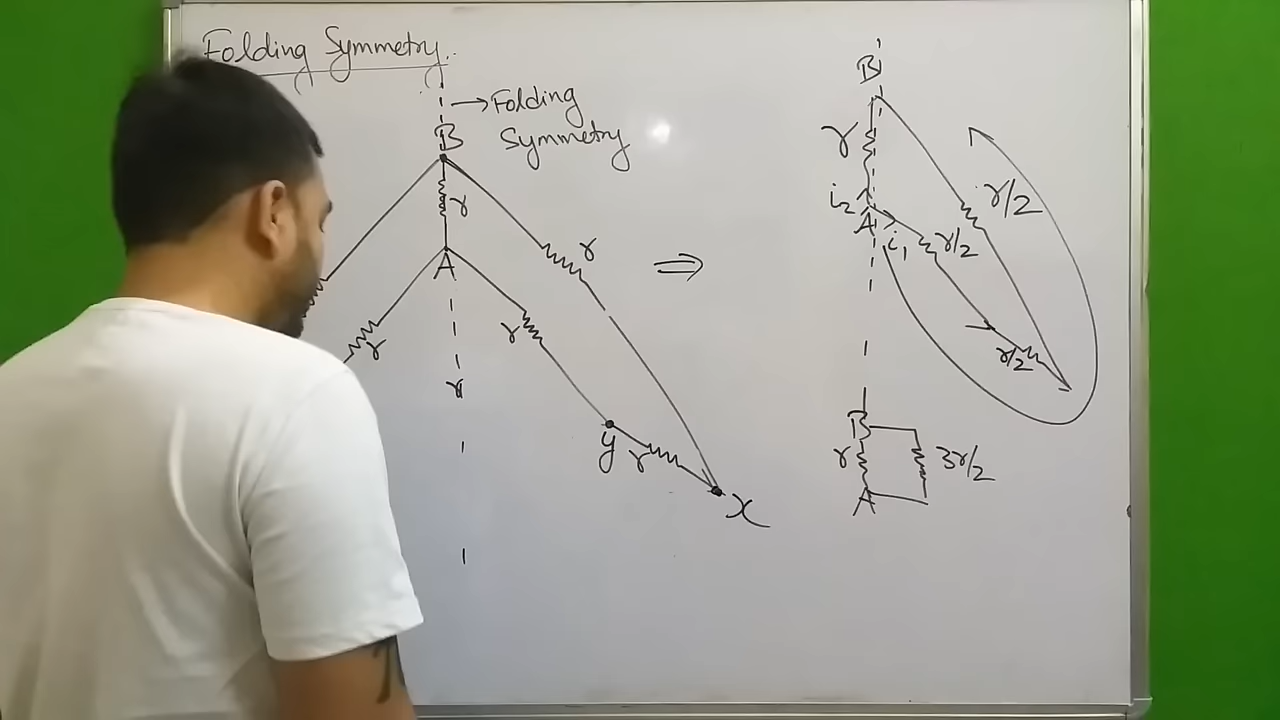 Folding Symmetry.
→ Folding
Symmetry
B
r
r
A
r
r
r
y
r
x
⇒
B
r
r/2
i₂
A
i₁
r/2
r/2
B
r
3r/2
A